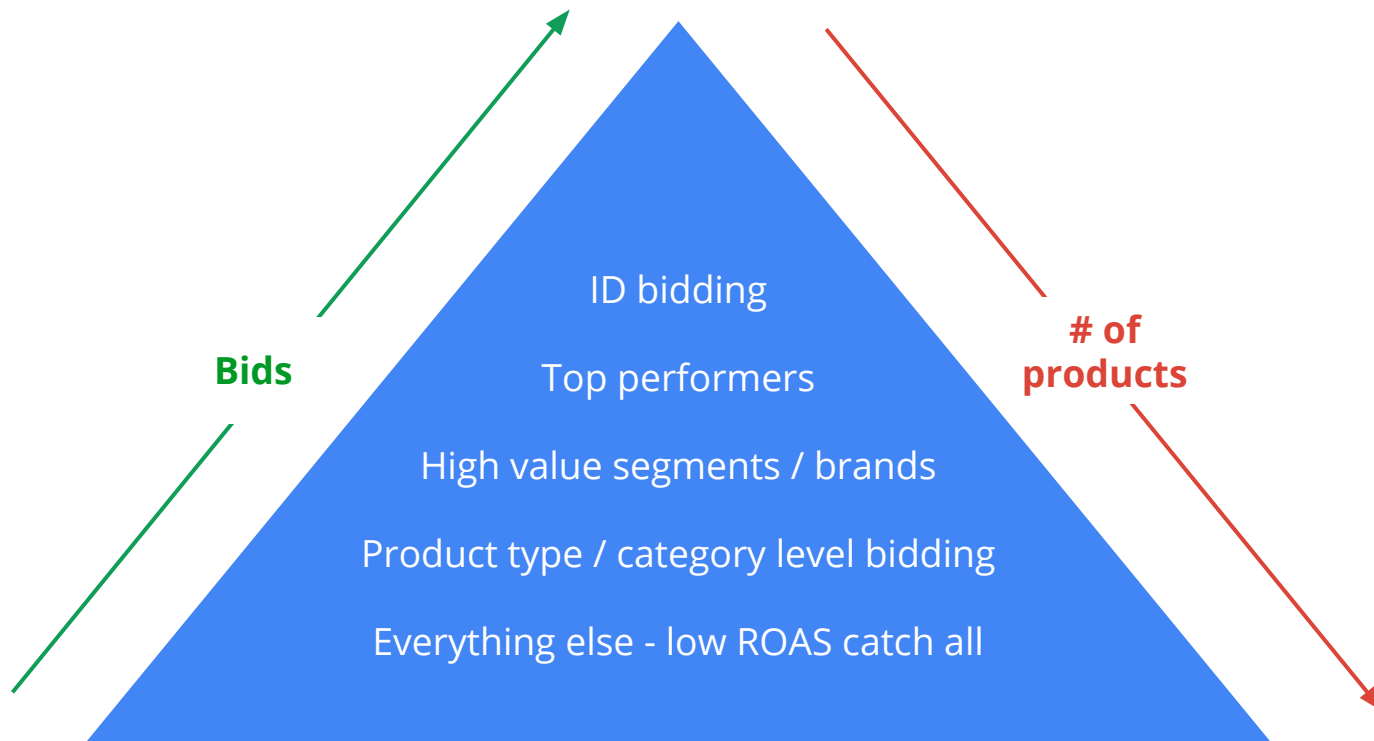 ID bidding
# of
products
Bids
Top performers
High value segments / brands
Product type / category level bidding
Everything else - low ROAS catch all